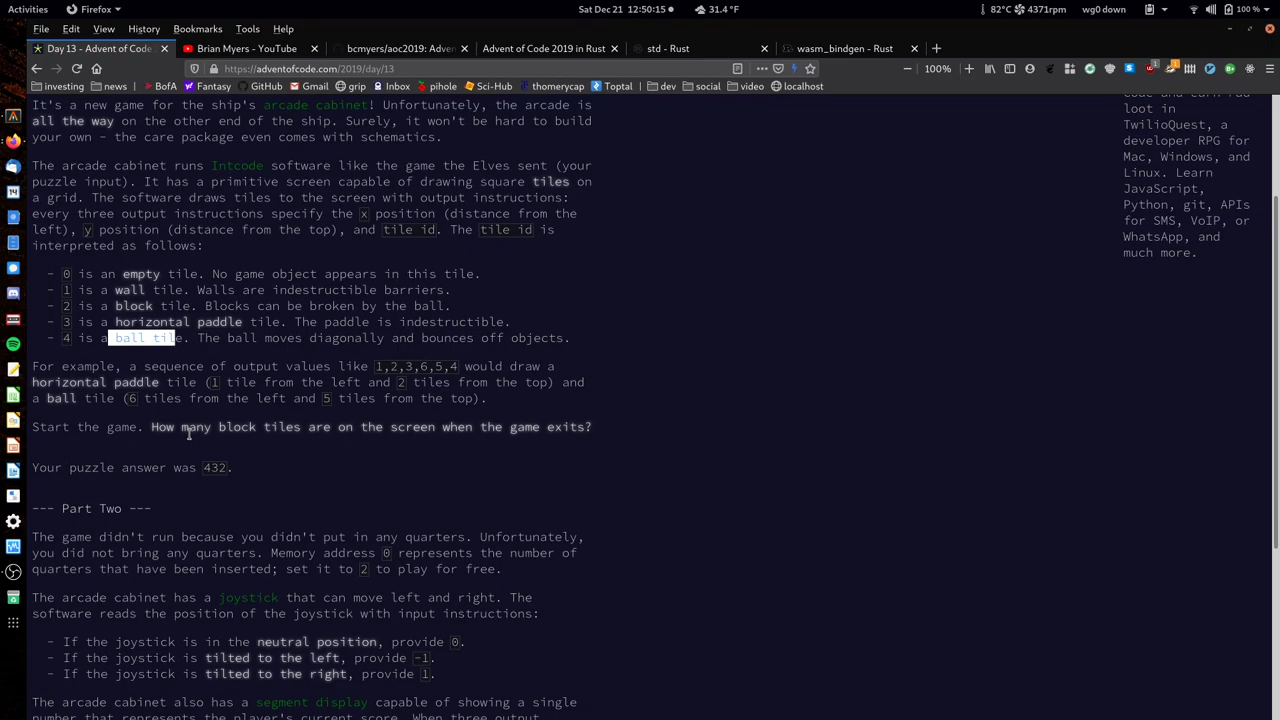 Activities
Firefox
Sat Dec 21 12:50:15
31.4 °F
82°C
4371rpm
wg0 down
100 %
File Edit View History Bookmarks Tools Help
Day 13 - Advent of Code
Brian Myers - YouTube
bcmyers/aoc2019: Adven
Advent of Code 2019 in Rust
std - Rust
wasm_bindgen - Rust
https://adventofcode.com/2019/day/13
100%
investing
news
BofA
Fantasy
GitHub
Gmail
grip
Inbox
pihole
Sci-Hub
thomerycap
Toptal
dev
social
video
localhost
It's a new game for the ship's arcade cabinet! Unfortunately, the arcade is
all the way on the other end of the ship. Surely, it won't be hard to build
your own - the care package even comes with schematics.
The arcade cabinet runs Intcode software like the game the Elves sent (your
puzzle input). It has a primitive screen capable of drawing square tiles on
a grid. The software draws tiles to the screen with output instructions:
every three output instructions specify the x position (distance from the
left), y position (distance from the top), and tile id. The tile id is
interpreted as follows:
- 0 is an empty tile. No game object appears in this tile.
- 1 is a wall tile. Walls are indestructible barriers.
- 2 is a block tile. Blocks can be broken by the ball.
- 3 is a horizontal paddle tile. The paddle is indestructible.
- 4 is a ball tile. The ball moves diagonally and bounces off objects.
For example, a sequence of output values like 1,2,3,6,5,4 would draw a
horizontal paddle tile (1 tile from the left and 2 tiles from the top) and
a ball tile (6 tiles from the left and 5 tiles from the top).
Start the game. How many block tiles are on the screen when the game exits?
Your puzzle answer was 432.
--- Part Two ---
The game didn't run because you didn't put in any quarters. Unfortunately,
you did not bring any quarters. Memory address 0 represents the number of
quarters that have been inserted; set it to 2 to play for free.
The arcade cabinet has a joystick that can move left and right. The
software reads the position of the joystick with input instructions:
- If the joystick is in the neutral position, provide 0.
- If the joystick is tilted to the left, provide -1.
- If the joystick is tilted to the right, provide 1.
The arcade cabinet also has a segment display capable of showing a single
number that represents the player's current score. When three output
loot in
TwilioQuest, a
developer RPG for
Mac, Windows, and
Linux. Learn
JavaScript,
Python, git, APIs
for SMS, VoIP, or
WhatsApp, and
much more.